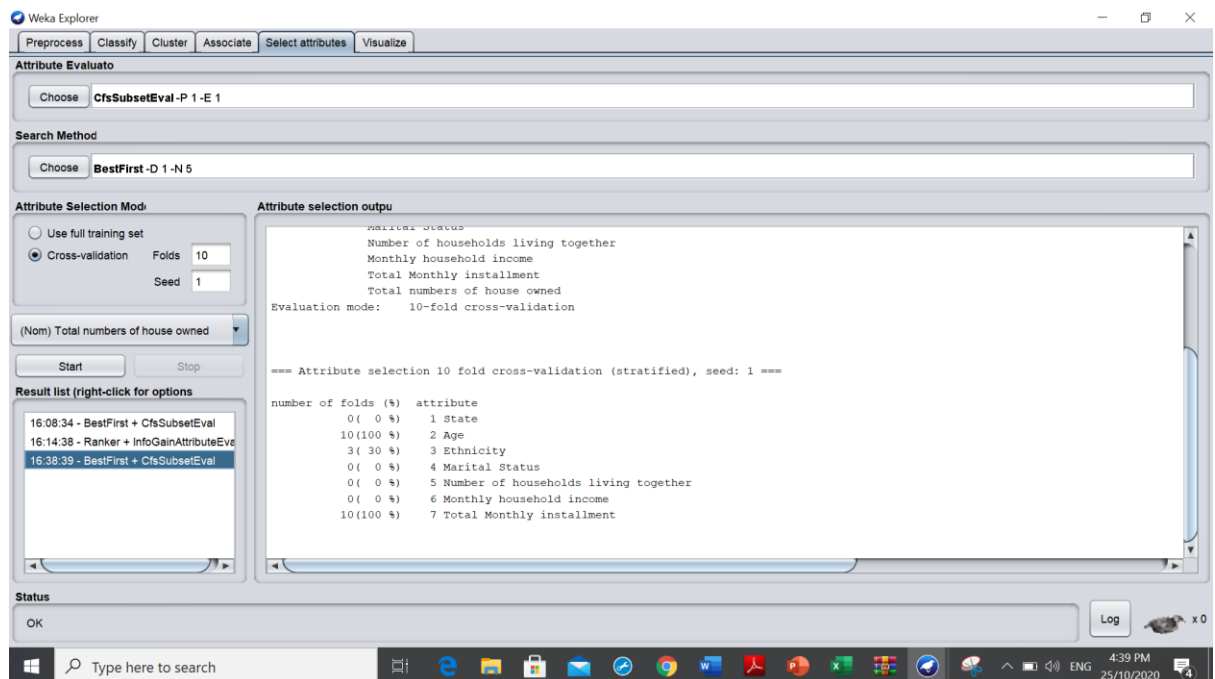 Weka Explorer
Preprocess Classify Cluster Associate Select attributes Visualize
Attribute Evaluato
Choose CfsSubsetEval -P 1 -E 1
Search Method
Choose BestFirst -D 1 -N 5
Attribute Selection Mod
Use full training set
Cross-validation Folds 10
Seed 1
(Nom) Total numbers of house owned
Start Stop
Result list (right-click for options
16:08:34 - BestFirst + CfsSubsetEval
16:14:38 - Ranker + InfoGainAttributeEva
16:38:39 - BestFirst + CfsSubsetEval
Attribute selection outpu
Marital Status
Number of households living together
Monthly household income
Total Monthly installment
Total numbers of house owned
Evaluation mode: 10-fold cross-validation
=== Attribute selection 10 fold cross-validation (stratified), seed: 1 ===
number of folds (%) attribute
0( 0 %) 1 State
10(100 %) 2 Age
3( 30 %) 3 Ethnicity
0( 0 %) 4 Marital Status
0( 0 %) 5 Number of households living together
0( 0 %) 6 Monthly household income
10(100 %) 7 Total Monthly installment
Status
OK
Log x 0
Type here to search
ENG
4:39 PM
25/10/2020
4